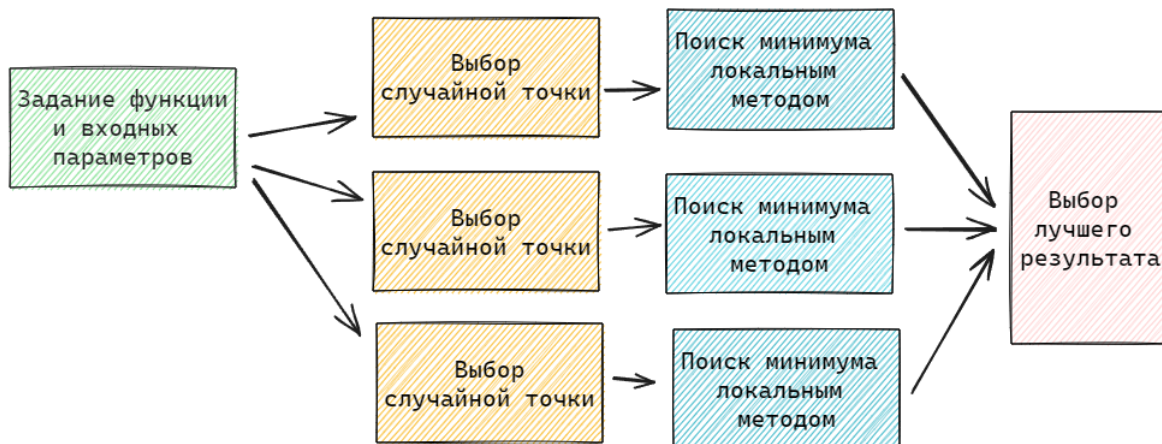 Задание функции
и входных
параметров
Выбор
случайной точки
Поиск минимума
локальным
методом
Выбор
случайной точки
Поиск минимума
локальным
методом
Выбор
случайной точки
Поиск минимума
локальным
методом
Выбор
лучшего
результата